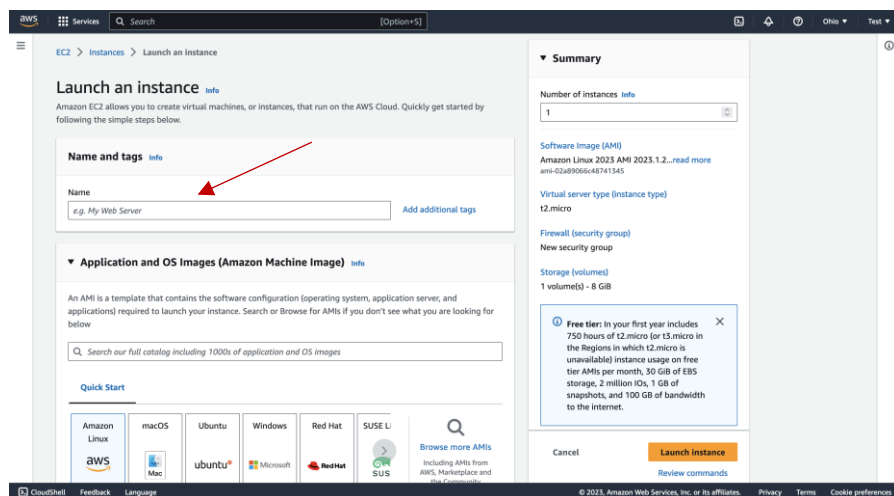 aws
Services
Search
[Option+S]
Ohio
Test
EC2 > Instances > Launch an instance
Launch an instance Info
Amazon EC2 allows you to create virtual machines, or instances, that run on the AWS Cloud. Quickly get started by
following the simple steps below.
Name and tags Info
Name
e.g. My Web Server
Add additional tags
Application and OS Images (Amazon Machine Image) Info
An AMI is a template that contains the software configuration (operating system, application server, and
applications) required to launch your instance. Search or Browse for AMIs if you don't see what you are looking for
below
Search our full catalog including 1000s of application and OS images
Quick Start
Amazon
Linux
aws
macOS
Mac
Ubuntu
ubuntu®
Windows
Microsoft
Red Hat
Red Hat
SUSE Li
SUS
Browse more AMIs
Including AMIs from
AWS, Marketplace and
the Community
Summary
Number of instances Info
1
Software Image (AMI)
Amazon Linux 2023 AMI 2023.1.2...read more
ami-02a89066c48741345
Virtual server type (instance type)
t2.micro
Firewall (security group)
New security group
Storage (volumes)
1 volume(s) - 8 GiB
Free tier: In your first year includes
750 hours of t2.micro (or t3.micro in
the Regions in which t2.micro is
unavailable) instance usage on free
tier AMIs per month, 30 GiB of EBS
storage, 2 million IOs, 1 GB of
snapshots, and 100 GB of bandwidth
to the internet.
Cancel
Launch instance
Review commands
CloudShell
Feedback
Language
© 2023, Amazon Web Services, Inc. or its affiliates.
Privacy
Terms
Cookie preferences